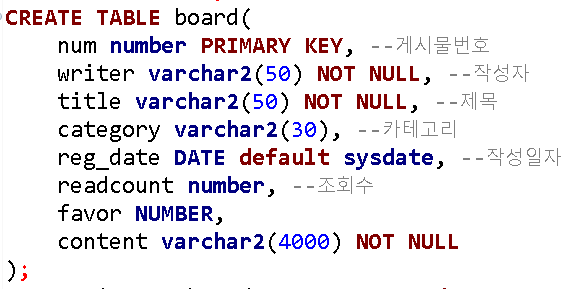 CREATE TABLE board(
num number PRIMARY KEY, --게시물번호
writer varchar2(50) NOT NULL, --작성자
title varchar2(50) NOT NULL, --제목
category varchar2(30), --카테고리
reg_date DATE default sysdate, --작성일자
readcount number, --조회수
favor NUMBER,
content varchar2(4000) NOT NULL
);